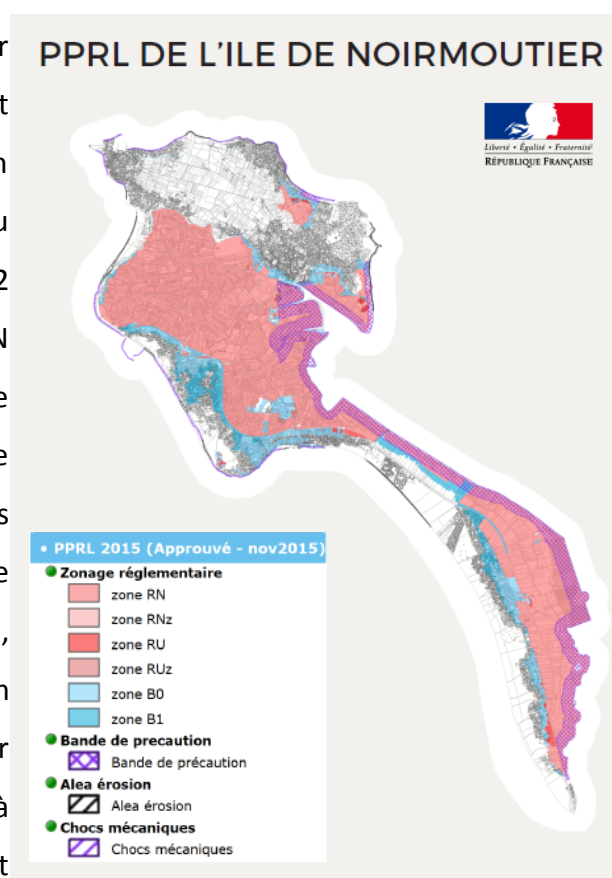 r
t
n
u
2
N
e
e
s
e
,
n
r
à
t
PPRL DE L'ILE DE NOIRMOUTIER
Liberté • Égalité • Fraternité
RÉPUBLIQUE FRANÇAISE
• PPRL 2015 (Approuvé - nov2015)
Zonage réglementaire
zone RN
zone RNz
zone RU
zone RUz
zone B0
zone B1
Bande de precaution
Bande de précaution
Alea érosion
Alea érosion
Chocs mécaniques
Chocs mécaniques